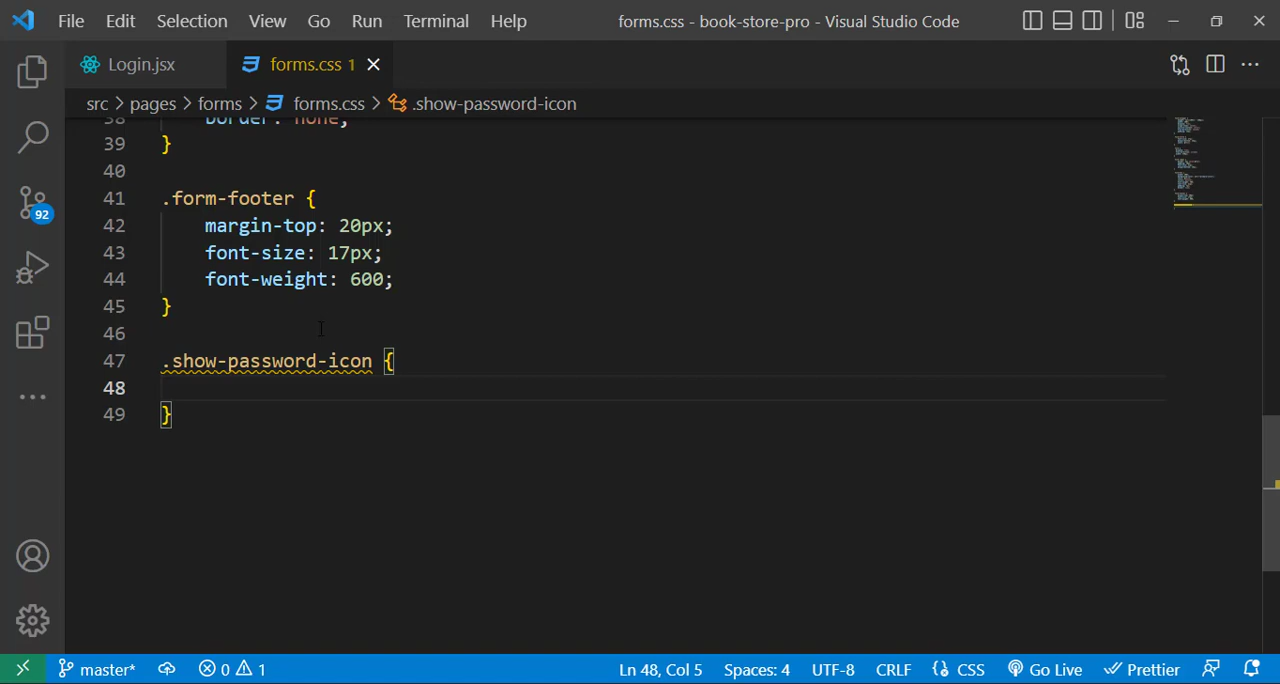 File Edit Selection View Go Run Terminal Help forms.css - book-store-pro - Visual Studio Code
Login.jsx forms.css 1
src > pages > forms > forms.css > .show-password-icon
38 border: none;
39 }
40
41 .form-footer {
42 margin-top: 20px;
43 font-size: 17px;
44 font-weight: 600;
45 }
46
47 .show-password-icon {
48
49 }
92
master* 0 1 Ln 48, Col 5 Spaces: 4 UTF-8 CRLF {} CSS Go Live Prettier